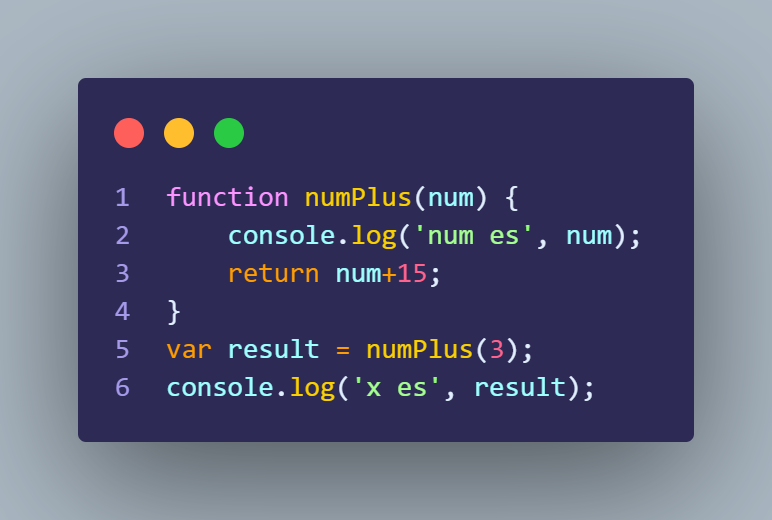 1 function numPlus(num) {
2     console.log('num es', num);
3     return num+15;
4 }
5 var result = numPlus(3);
6 console.log('x es', result);